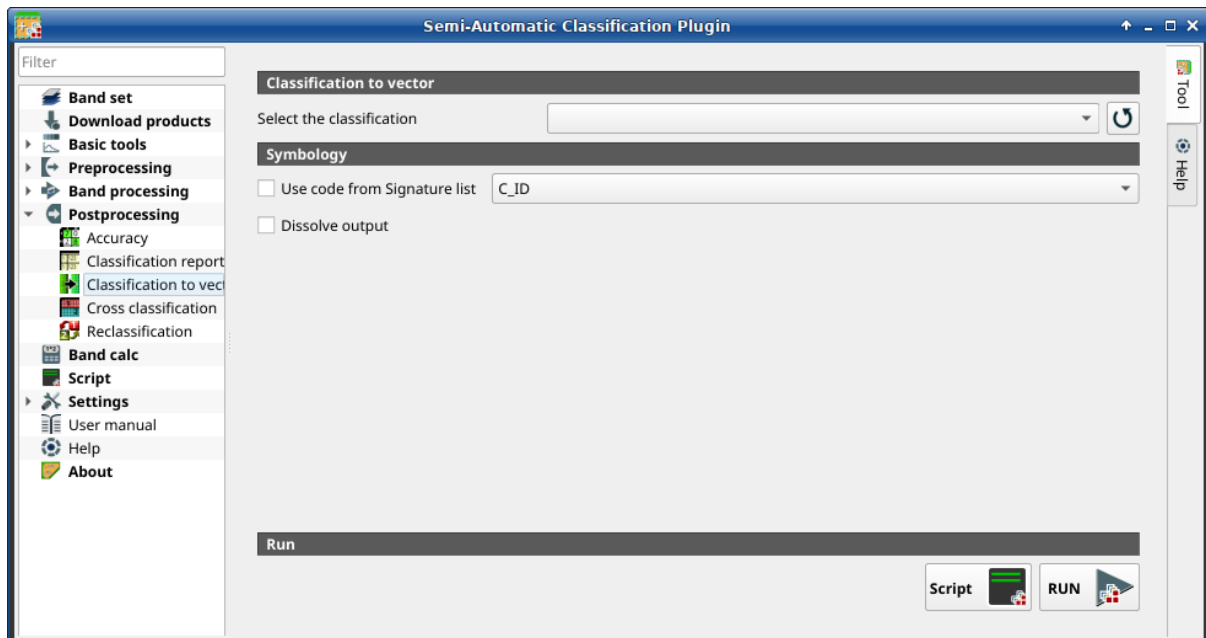 Semi-Automatic Classification Plugin
Filter
Band set
Download products
Basic tools
Preprocessing
Band processing
Postprocessing
Accuracy
Classification report
Classification to vect
Cross classification
Reclassification
Band calc
Script
Settings
User manual
Help
About
Classification to vector
Select the classification
Symbology
Use code from Signature list C_ID
Dissolve output
Run
Script RUN
Tool
Help